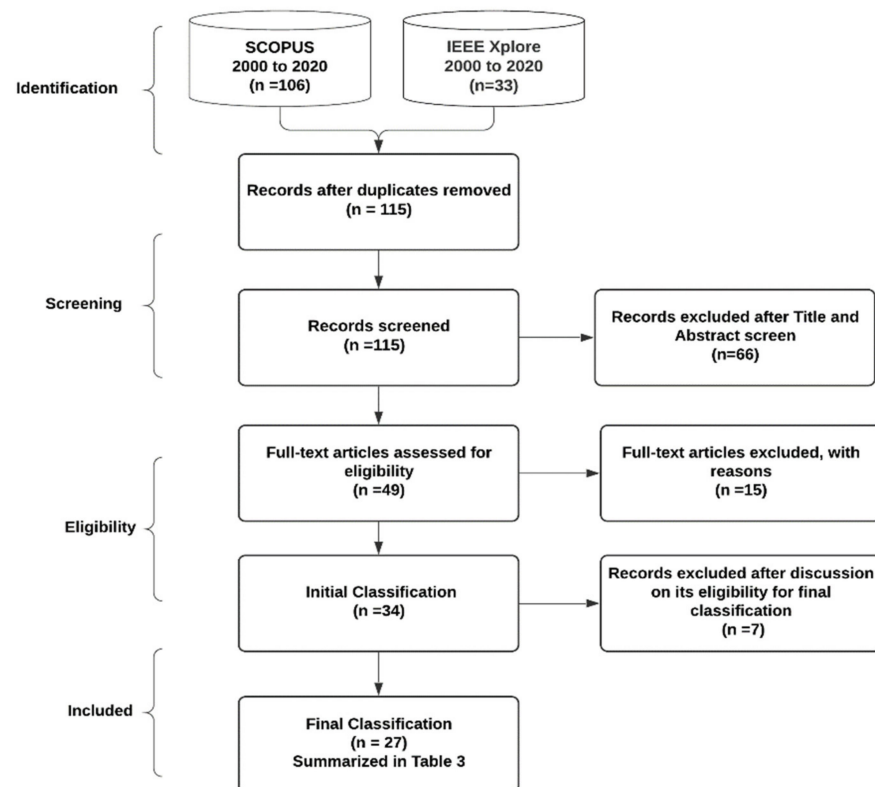 SCOPUS
2000 to 2020
(n =106)
IEEE Xplore
2000 to 2020
(n=33)
Identification
Records after duplicates removed
(n = 115)
Screening
Records screened
(n =115)
Records excluded after Title and
Abstract screen
(n=66)
Eligibility
Full-text articles assessed for
eligibility
(n =49)
Full-text articles excluded, with
reasons
(n =15)
Initial Classification
(n =34)
Records excluded after discussion
on its eligibility for final
classification
(n =7)
Included
Final Classification
(n = 27)
Summarized in Table 3